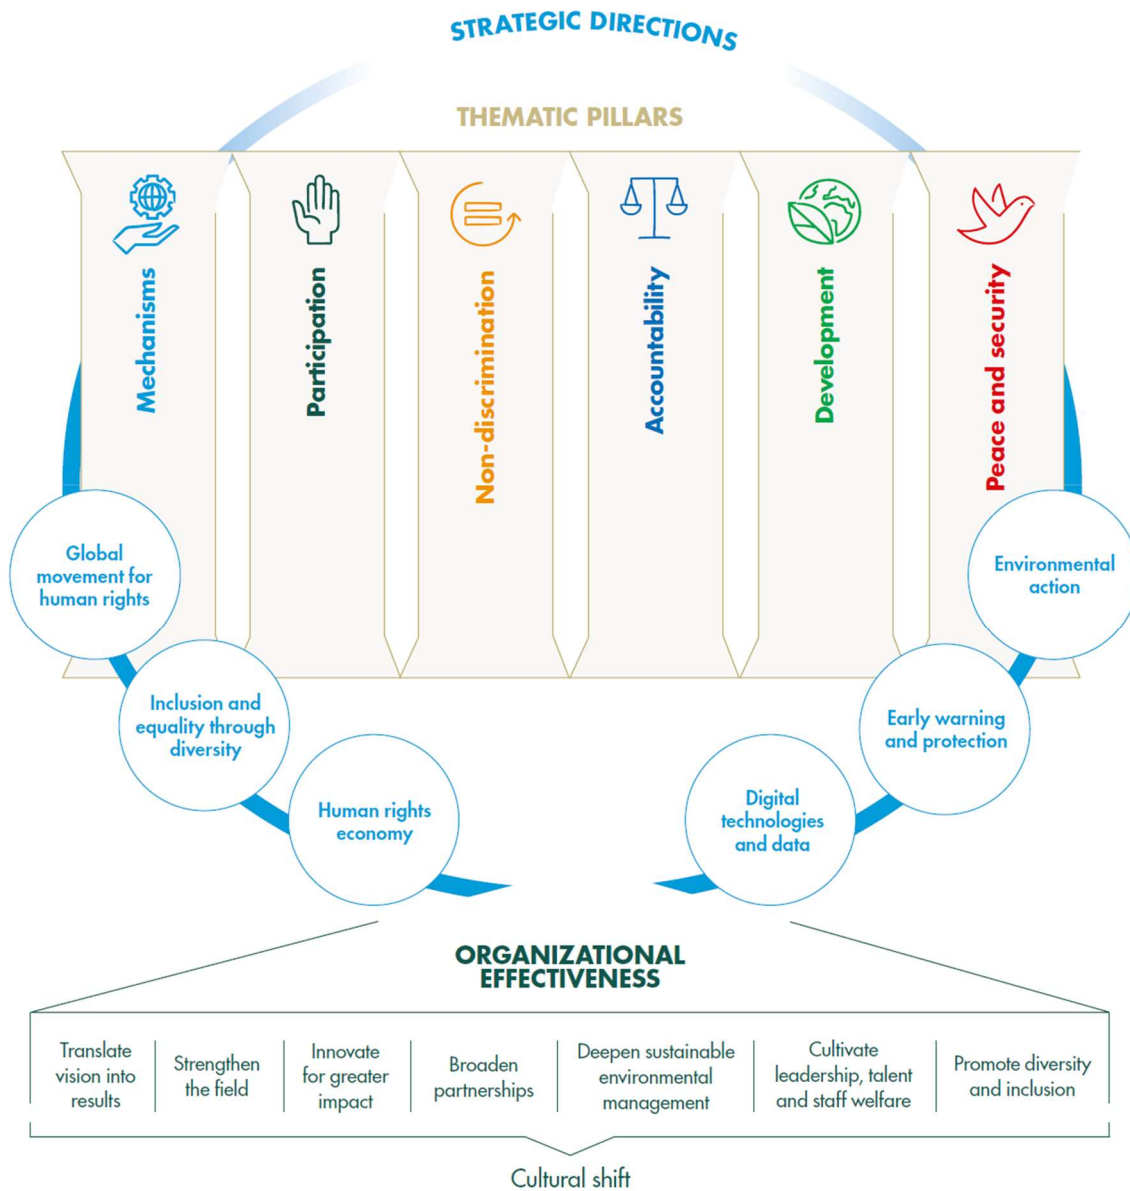 STRATEGIC DIRECTIONS
THEMATIC PILLARS
Mechanisms
Participation
Non-discrimination
Accountability
Development
Peace and security
Global
movement for
human rights
Inclusion and
equality through
diversity
Human rights
economy
Digital
technologies
and data
Early warning
and protection
Environmental
action
ORGANIZATIONAL
EFFECTIVENESS
Translate
vision into
results
Strengthen
the field
Innovate
for greater
impact
Broaden
partnerships
Deepen sustainable
environmental
management
Cultivate
leadership, talent
and staff welfare
Promote diversity
and inclusion
Cultural shift